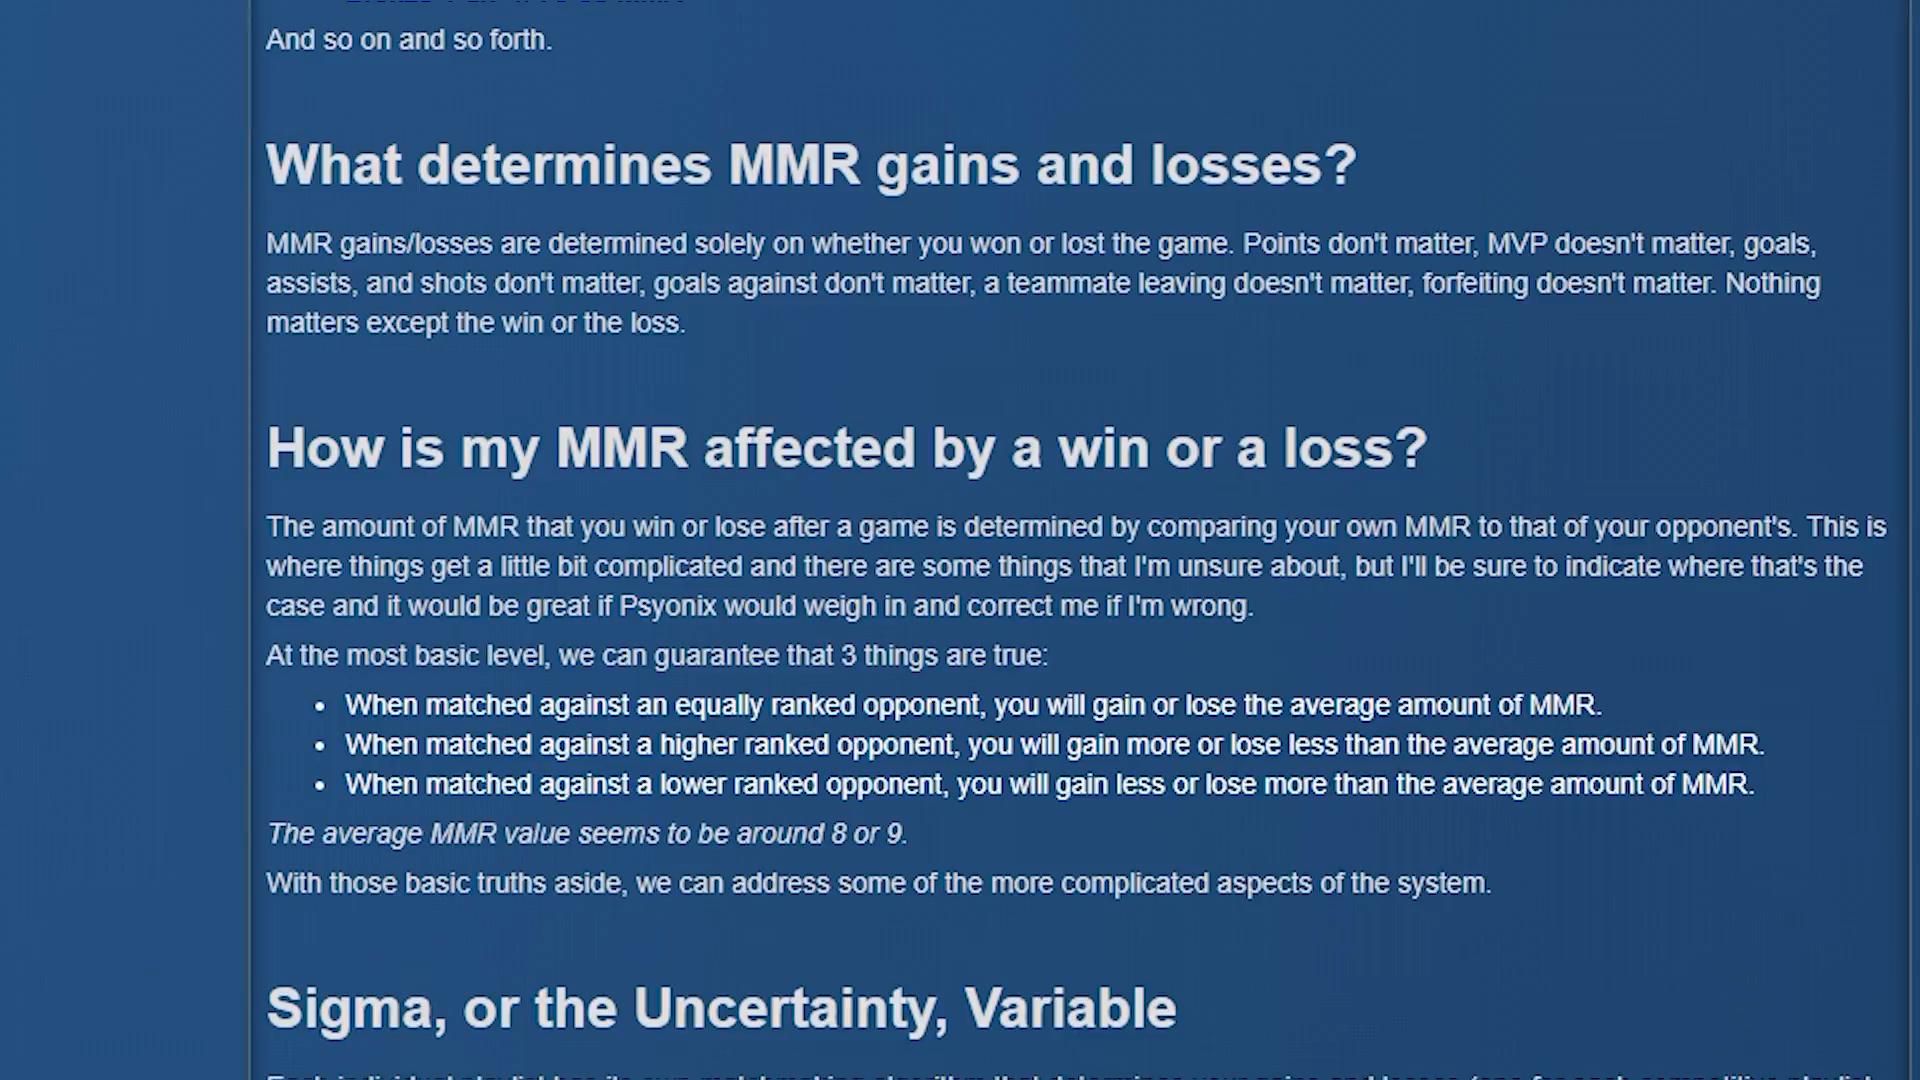 And so on and so forth.
What determines MMR gains and losses?
MMR gains/losses are determined solely on whether you won or lost the game. Points don't matter, MVP doesn't matter, goals,
assists, and shots don't matter, goals against don't matter, a teammate leaving doesn't matter, forfeiting doesn't matter. Nothing
matters except the win or the loss.
How is my MMR affected by a win or a loss?
The amount of MMR that you win or lose after a game is determined by comparing your own MMR to that of your opponent's. This is
where things get a little bit complicated and there are some things that I'm unsure about, but I'll be sure to indicate where that's the
case and it would be great if Psyonix would weigh in and correct me if I'm wrong.
At the most basic level, we can guarantee that 3 things are true:
• When matched against an equally ranked opponent, you will gain or lose the average amount of MMR.
• When matched against a higher ranked opponent, you will gain more or lose less than the average amount of MMR.
• When matched against a lower ranked opponent, you will gain less or lose more than the average amount of MMR.
The average MMR value seems to be around 8 or 9.
With those basic truths aside, we can address some of the more complicated aspects of the system.
Sigma, or the Uncertainty, Variable